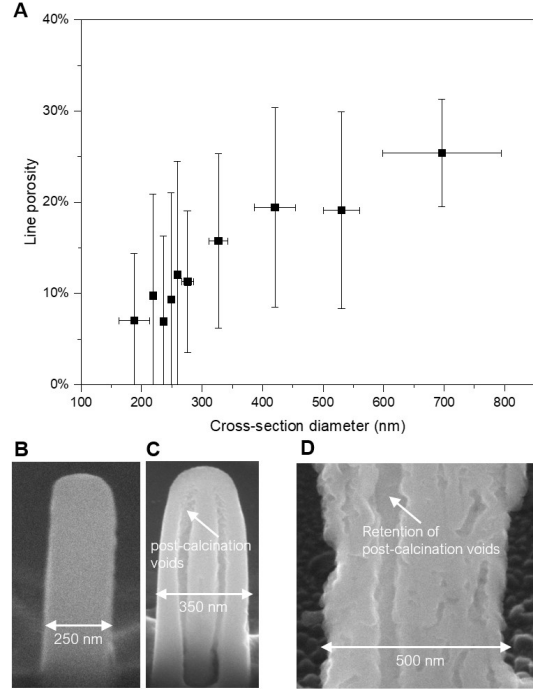 A
40%
30%
20%
10%
0%
Line porosity
100 200 300 400 500 600 700 800
Cross-section diameter (nm)
B
250 nm
C
post-calcination
voids
350 nm
D
Retention of
post-calcination voids
500 nm